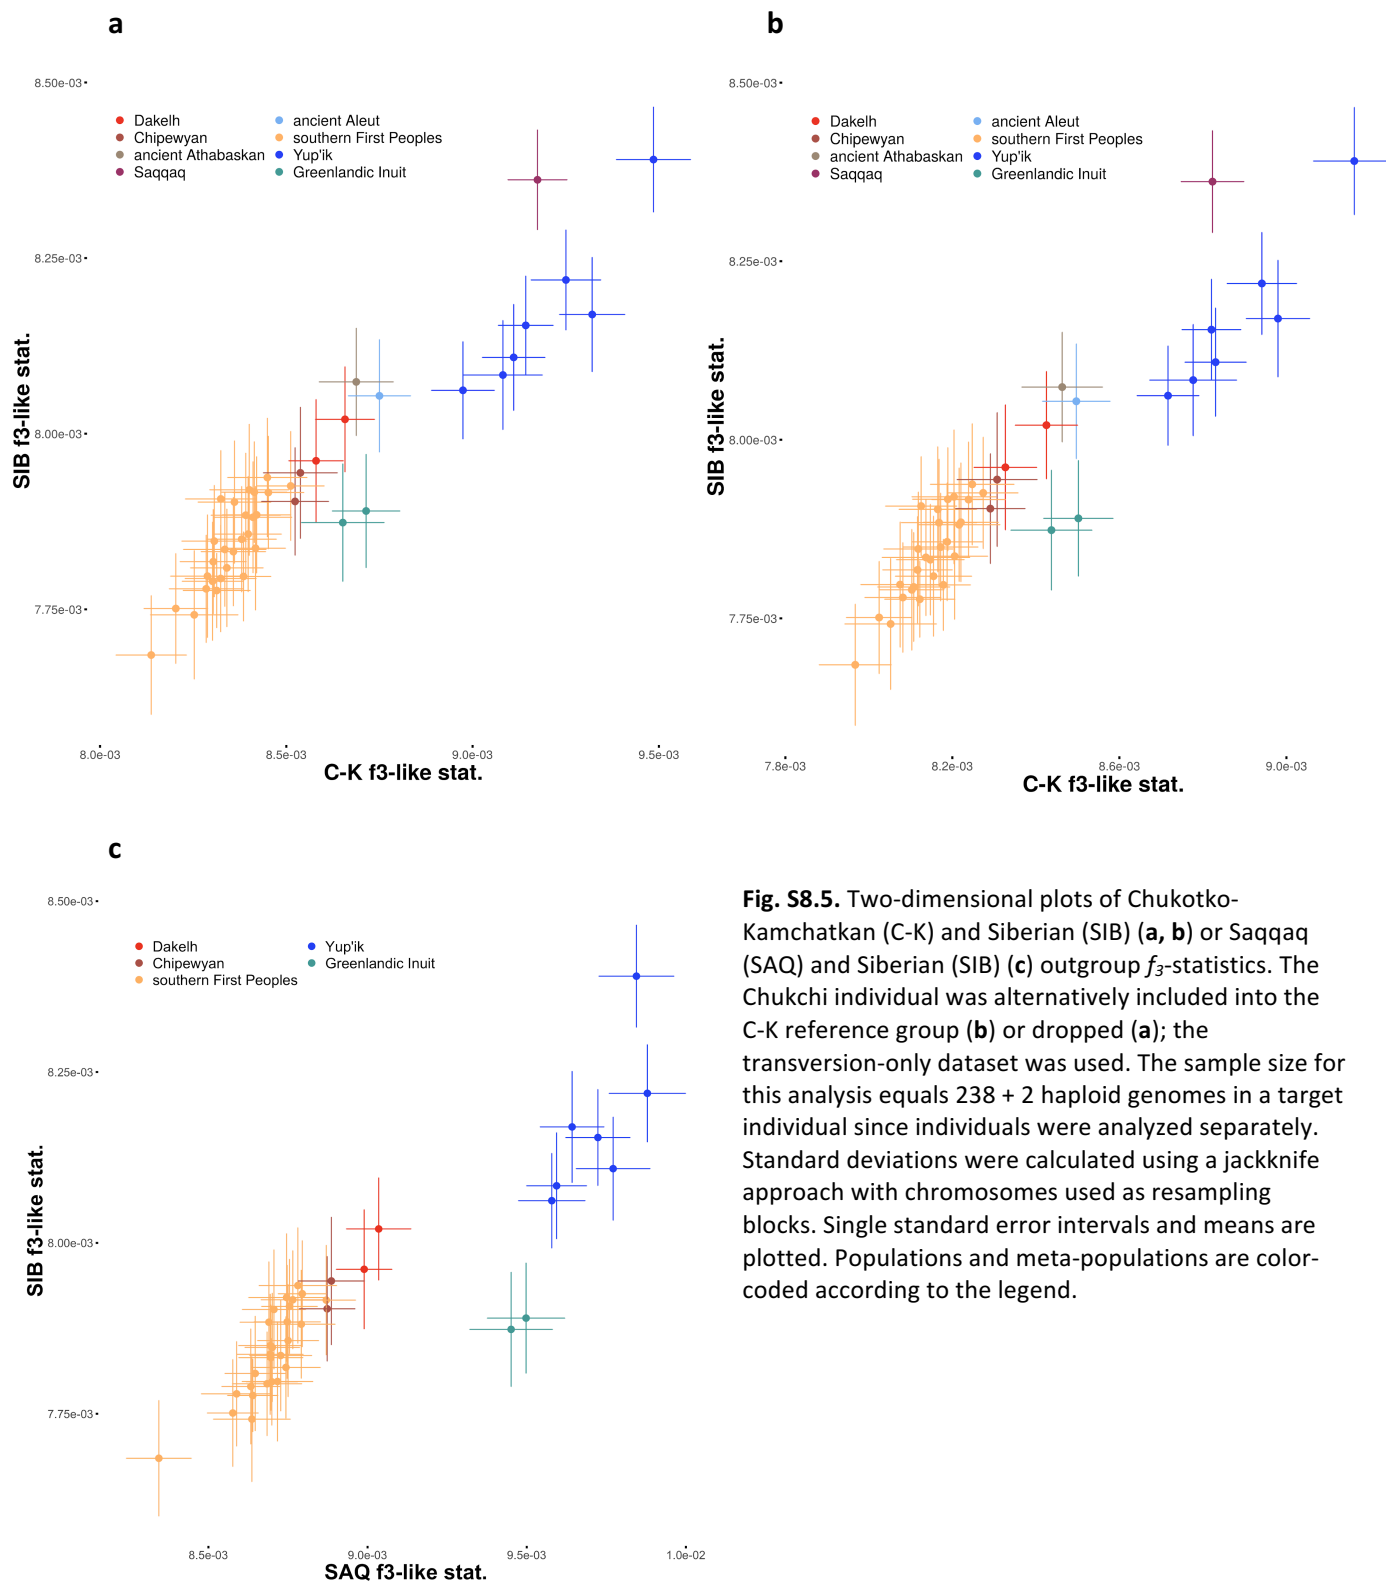 a
8.50e-03
8.25e-03
8.00e-03
7.75e-03
SIB f3-like stat.
Dakelh
Chipewyan
ancient Athabaskan
Saqqaq
ancient Aleut
southern First Peoples
Yup'ik
Greenlandic Inuit
8.0e-03
8.5e-03
9.0e-03
9.5e-03
C-K f3-like stat.
b
8.50e-03
8.25e-03
8.00e-03
7.75e-03
SIB f3-like stat.
Dakelh
Chipewyan
ancient Athabaskan
Saqqaq
ancient Aleut
southern First Peoples
Yup'ik
Greenlandic Inuit
7.8e-03
8.2e-03
8.6e-03
9.0e-03
C-K f3-like stat.
c
8.50e-03
8.25e-03
8.00e-03
7.75e-03
SIB f3-like stat.
Dakelh
Chipewyan
southern First Peoples
Yup'ik
Greenlandic Inuit
8.5e-03
9.0e-03
9.5e-03
1.0e-02
SAQ f3-like stat.
Fig. S8.5. Two-dimensional plots of Chukotko-
Kamchatkan (C-K) and Siberian (SIB) (a, b) or Saqqaq
(SAQ) and Siberian (SIB) (c) outgroup f3-statistics. The
Chukchi individual was alternatively included into the
C-K reference group (b) or dropped (a); the
transversion-only dataset was used. The sample size for
this analysis equals 238 + 2 haploid genomes in a target
individual since individuals were analyzed separately.
Standard deviations were calculated using a jackknife
approach with chromosomes used as resampling
blocks. Single standard error intervals and means are
plotted. Populations and meta-populations are color-
coded according to the legend.